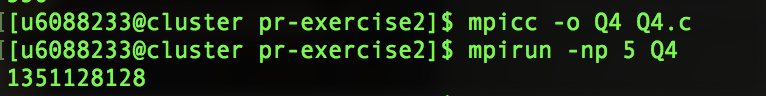 [[u6088233@cluster pr-exercise2]$ mpicc -o Q4 Q4.c
[[u6088233@cluster pr-exercise2]$ mpirun -np 5 Q4
1351128128